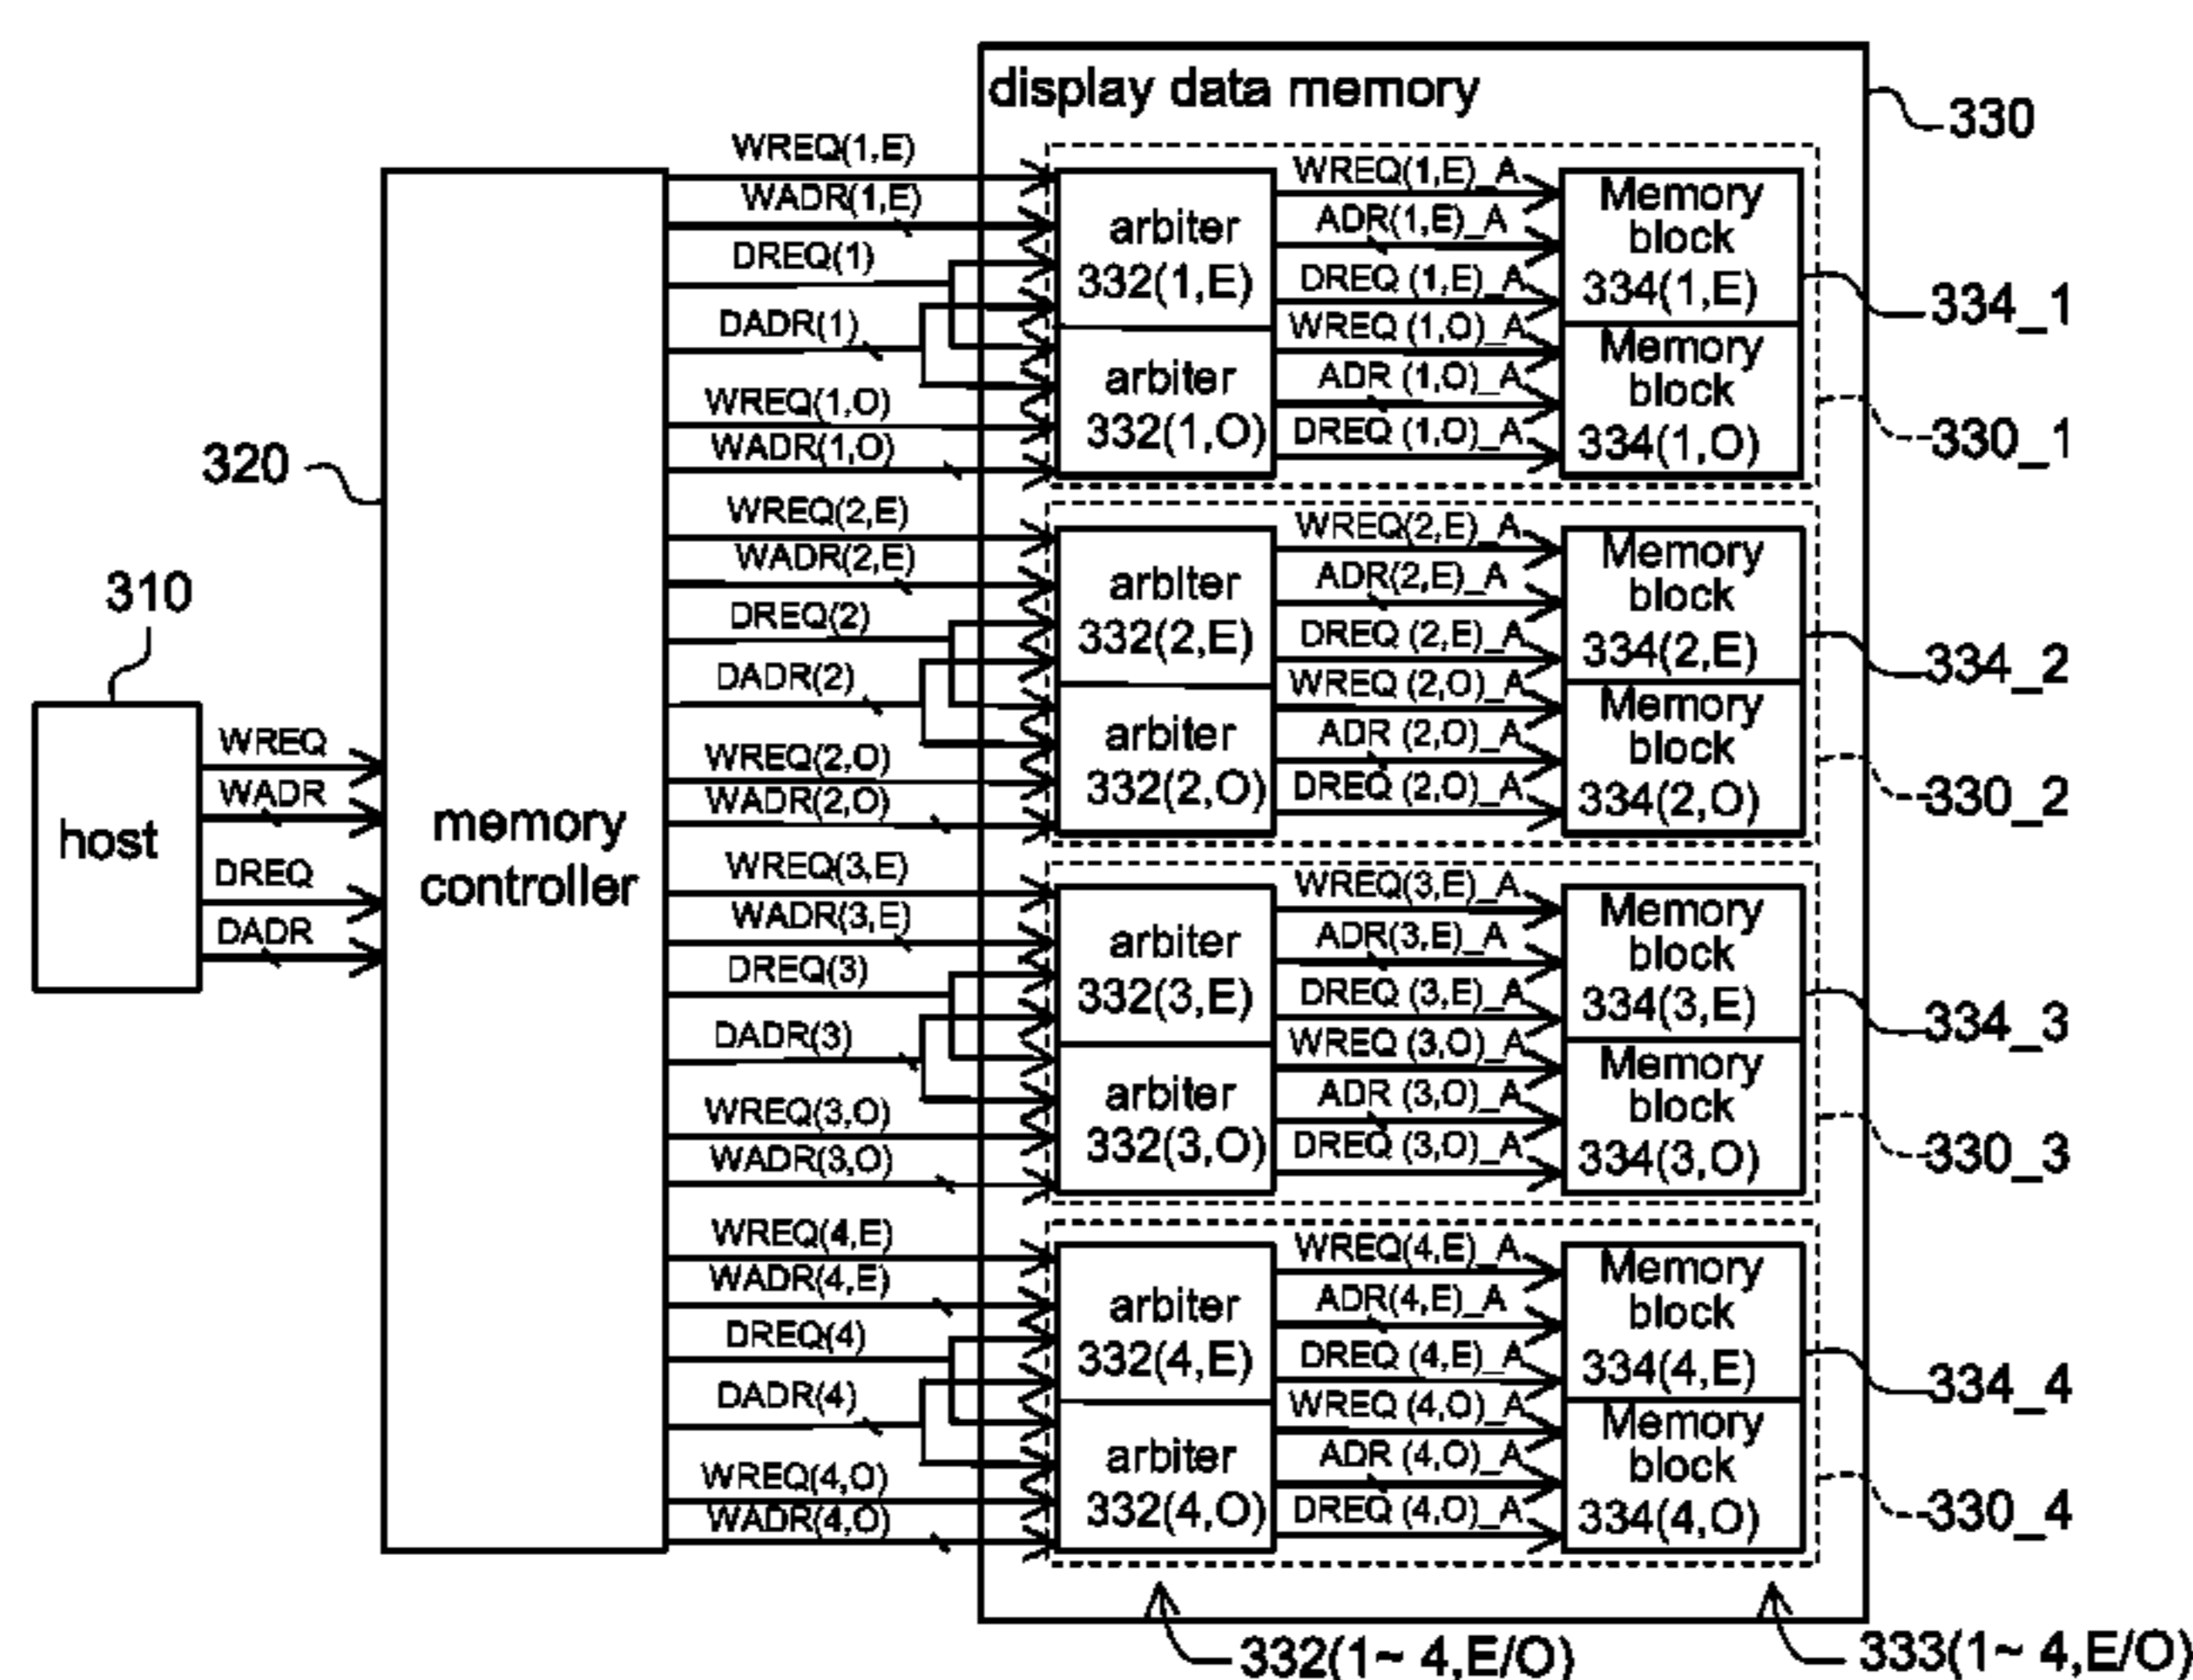 display data memory
330
WREQ(1,E)
WADR(1,E)
DREQ(1)
DADR(1)
WREQ(1,O)
WADR(1,O)
arbiter
332(1,E)
arbiter
332(1,O)
WREQ(1,E)_A
ADR(1,E)_A
DREQ (1,E)_A
WREQ (1,O)_A
ADR (1,O)_A
DREQ (1,O)_A
Memory
block
334(1,E)
Memory
block
334(1,O)
334_1
330_1
320
WREQ(2,E)
WADR(2,E)
DREQ(2)
DADR(2)
WREQ(2,O)
WADR(2,O)
arbiter
332(2,E)
arbiter
332(2,O)
WREQ(2,E)_A
ADR(2,E)_A
DREQ (2,E)_A
WREQ (2,O)_A
ADR (2,O)_A
DREQ (2,O)_A
Memory
block
334(2,E)
Memory
block
334(2,O)
334_2
330_2
310
host
WREQ
WADR
DREQ
DADR
memory
controller
WREQ(3,E)
WADR(3,E)
DREQ(3)
DADR(3)
WREQ(3,O)
WADR(3,O)
arbiter
332(3,E)
arbiter
332(3,O)
WREQ(3,E)_A
ADR(3,E)_A
DREQ (3,E)_A
WREQ (3,O)_A
ADR (3,O)_A
DREQ (3,O)_A
Memory
block
334(3,E)
Memory
block
334(3,O)
334_3
330_3
WREQ(4,E)
WADR(4,E)
DREQ(4)
DADR(4)
WREQ(4,O)
WADR(4,O)
arbiter
332(4,E)
arbiter
332(4,O)
WREQ(4,E)_A
ADR(4,E)_A
DREQ (4,E)_A
WREQ (4,O)_A
ADR (4,O)_A
DREQ (4,O)_A
Memory
block
334(4,E)
Memory
block
334(4,O)
334_4
330_4
332(1~ 4,E/O)
333(1~ 4,E/O)